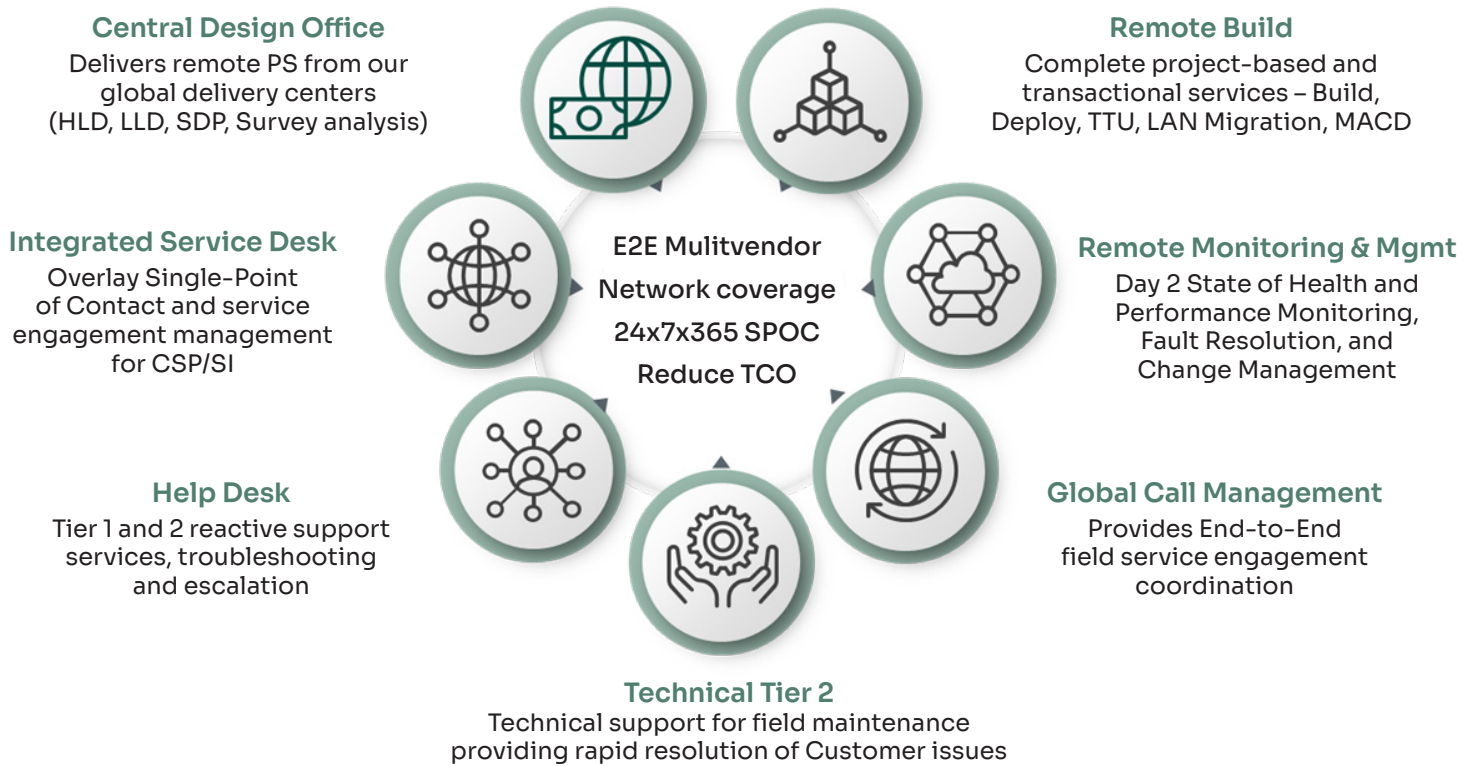 Central Design Office
Delivers remote PS from our
global delivery centers
(HLD, LLD, SDP, Survey analysis)
Remote Build
Complete project-based and
transactional services – Build,
Deploy, TTU, LAN Migration, MACD
Integrated Service Desk
Overlay Single-Point
of Contact and service
engagement management
for CSP/SI
E2E Mulitvendor
Network coverage
24x7x365 SPOC
Reduce TCO
Remote Monitoring & Mgmt
Day 2 State of Health and
Performance Monitoring,
Fault Resolution, and
Change Management
Help Desk
Tier 1 and 2 reactive support
services, troubleshooting
and escalation
Global Call Management
Provides End-to-End
field service engagement
coordination
Technical Tier 2
Technical support for field maintenance
providing rapid resolution of Customer issues